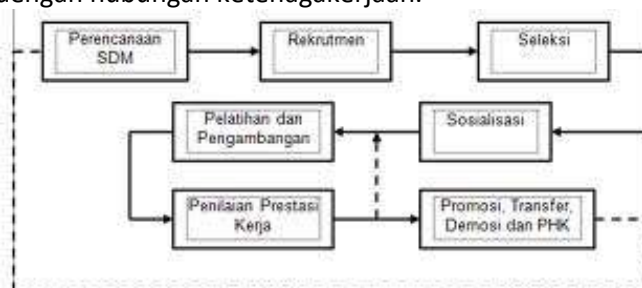 dengan hubungan ketenagakerjaan.
Perencanaan
SDM
Rekrutmen
Seleksi
Pelatihan dan
Pengambangan
Sosialisasi
Penilaian Prestasi
Kerja
Promosi, Transfer,
Demosi dan PHK